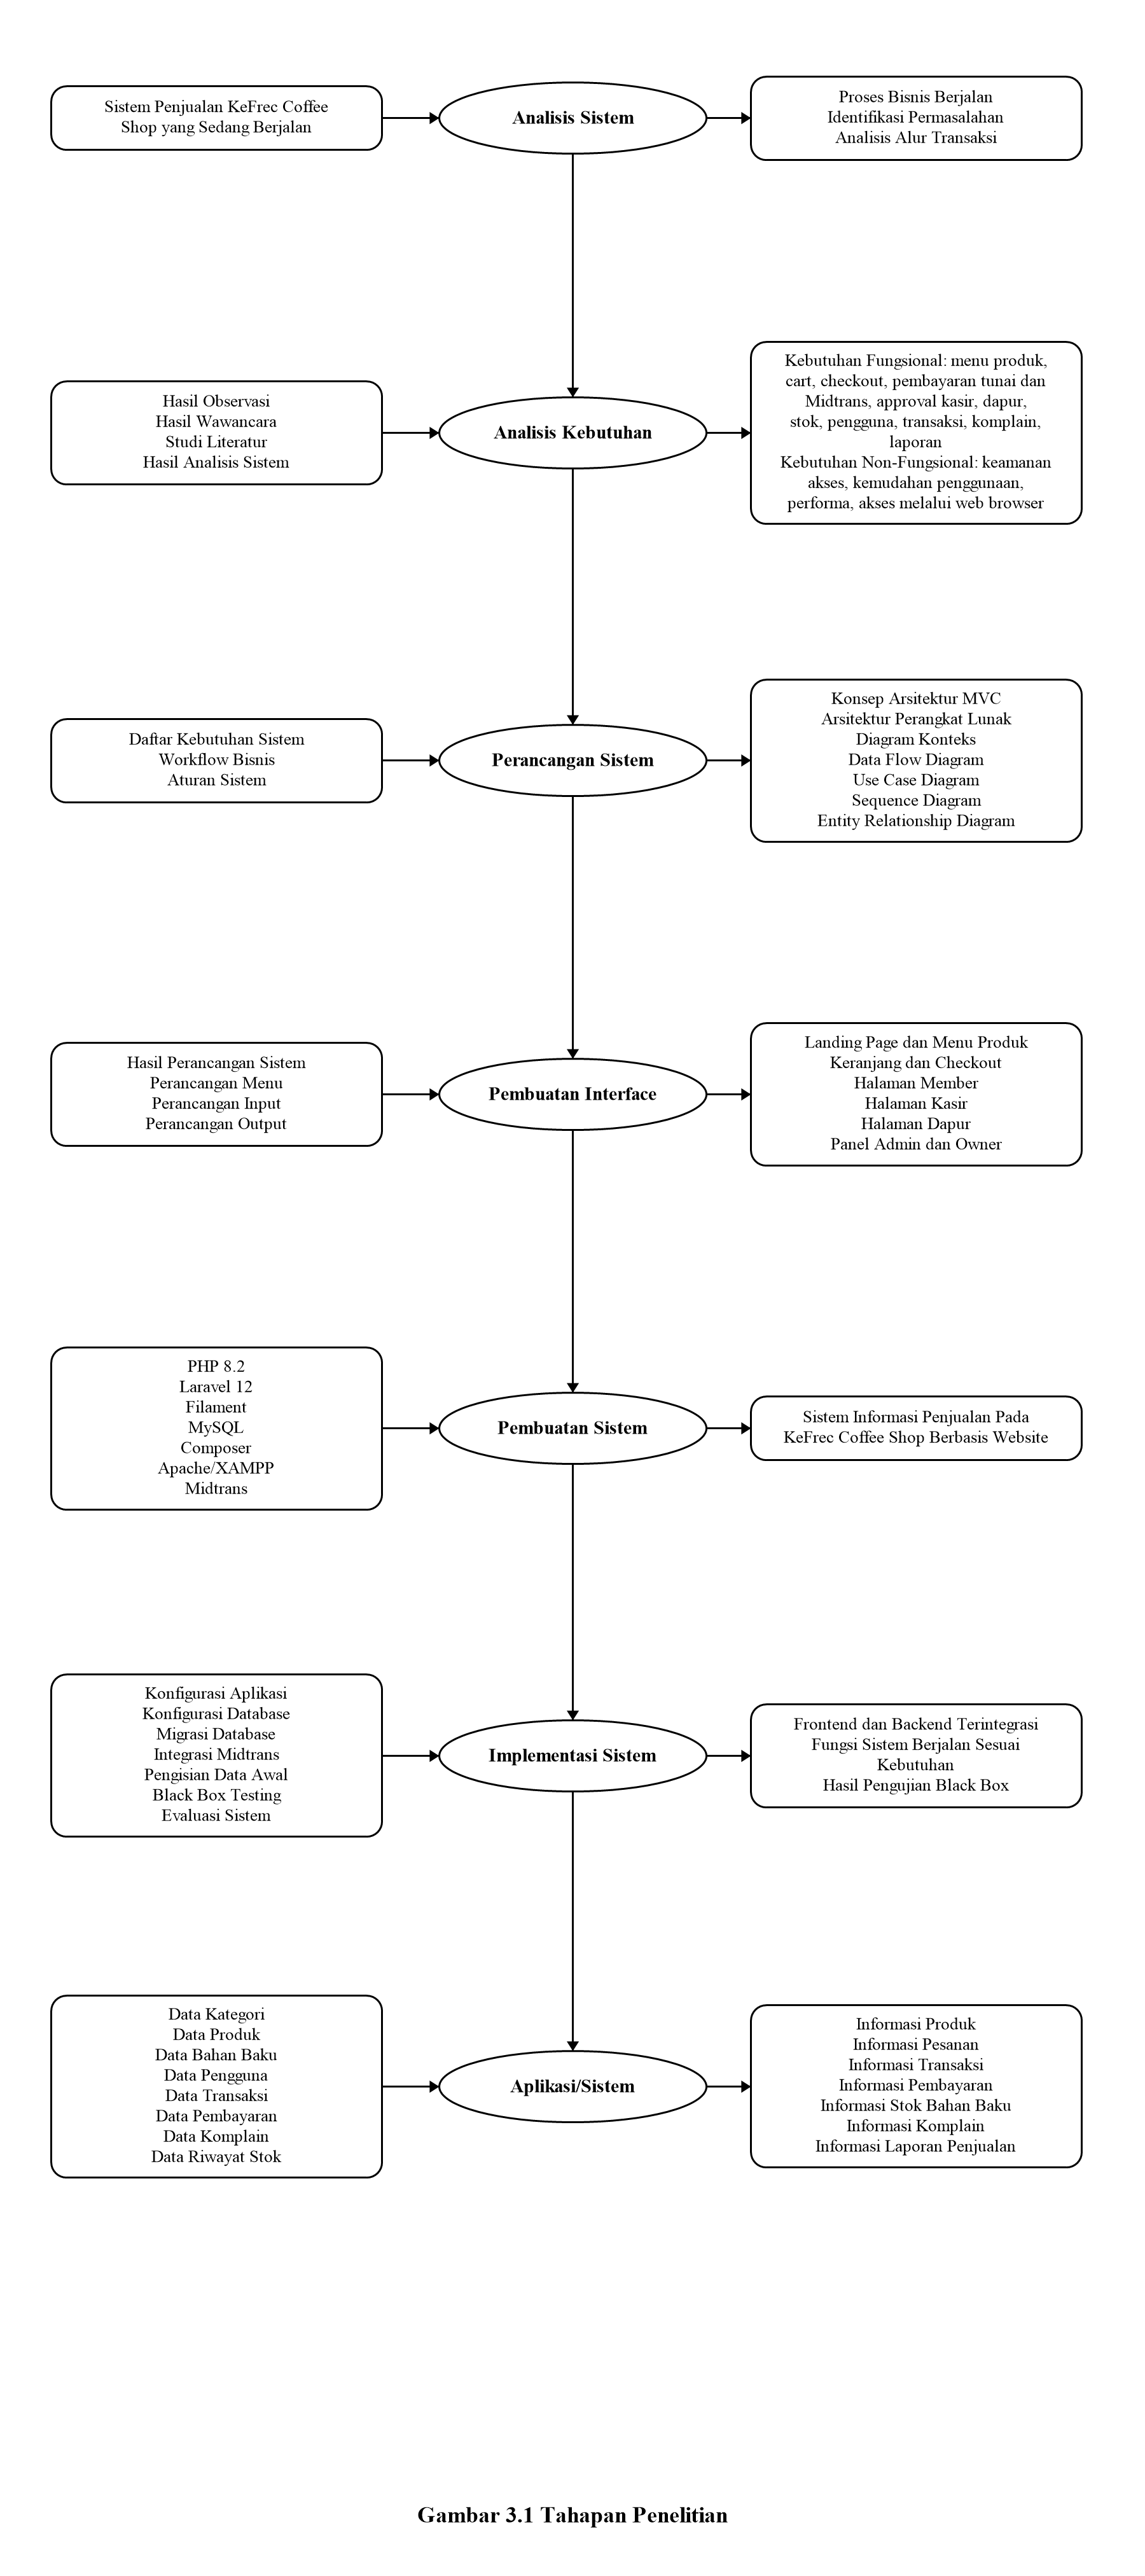 Sistem Penjualan KeFrec Coffee
Shop yang Sedang Berjalan
Analisis Sistem
Proses Bisnis Berjalan
Identifikasi Permasalahan
Analisis Alur Transaksi
Hasil Observasi
Hasil Wawancara
Studi Literatur
Hasil Analisis Sistem
Analisis Kebutuhan
Kebutuhan Fungsional: menu produk,
cart, checkout, pembayaran tunai dan
Midtrans, approval kasir, dapur,
stok, pengguna, transaksi, komplain,
laporan
Kebutuhan Non-Fungsional: keamanan
akses, kemudahan penggunaan,
performa, akses melalui web browser
Daftar Kebutuhan Sistem
Workflow Bisnis
Aturan Sistem
Perancangan Sistem
Konsep Arsitektur MVC
Arsitektur Perangkat Lunak
Diagram Konteks
Data Flow Diagram
Use Case Diagram
Sequence Diagram
Entity Relationship Diagram
Hasil Perancangan Sistem
Perancangan Menu
Perancangan Input
Perancangan Output
Pembuatan Interface
Landing Page dan Menu Produk
Keranjang dan Checkout
Halaman Member
Halaman Kasir
Halaman Dapur
Panel Admin dan Owner
PHP 8.2
Laravel 12
Filament
MySQL
Composer
Apache/XAMPP
Midtrans
Pembuatan Sistem
Sistem Informasi Penjualan Pada
KeFrec Coffee Shop Berbasis Website
Konfigurasi Aplikasi
Konfigurasi Database
Migrasi Database
Integrasi Midtrans
Pengisian Data Awal
Black Box Testing
Evaluasi Sistem
Implementasi Sistem
Frontend dan Backend Terintegrasi
Fungsi Sistem Berjalan Sesuai
Kebutuhan
Hasil Pengujian Black Box
Data Kategori
Data Produk
Data Bahan Baku
Data Pengguna
Data Transaksi
Data Pembayaran
Data Komplain
Data Riwayat Stok
Aplikasi/Sistem
Informasi Produk
Informasi Pesanan
Informasi Transaksi
Informasi Pembayaran
Informasi Stok Bahan Baku
Informasi Komplain
Informasi Laporan Penjualan
Gambar 3.1 Tahapan Penelitian